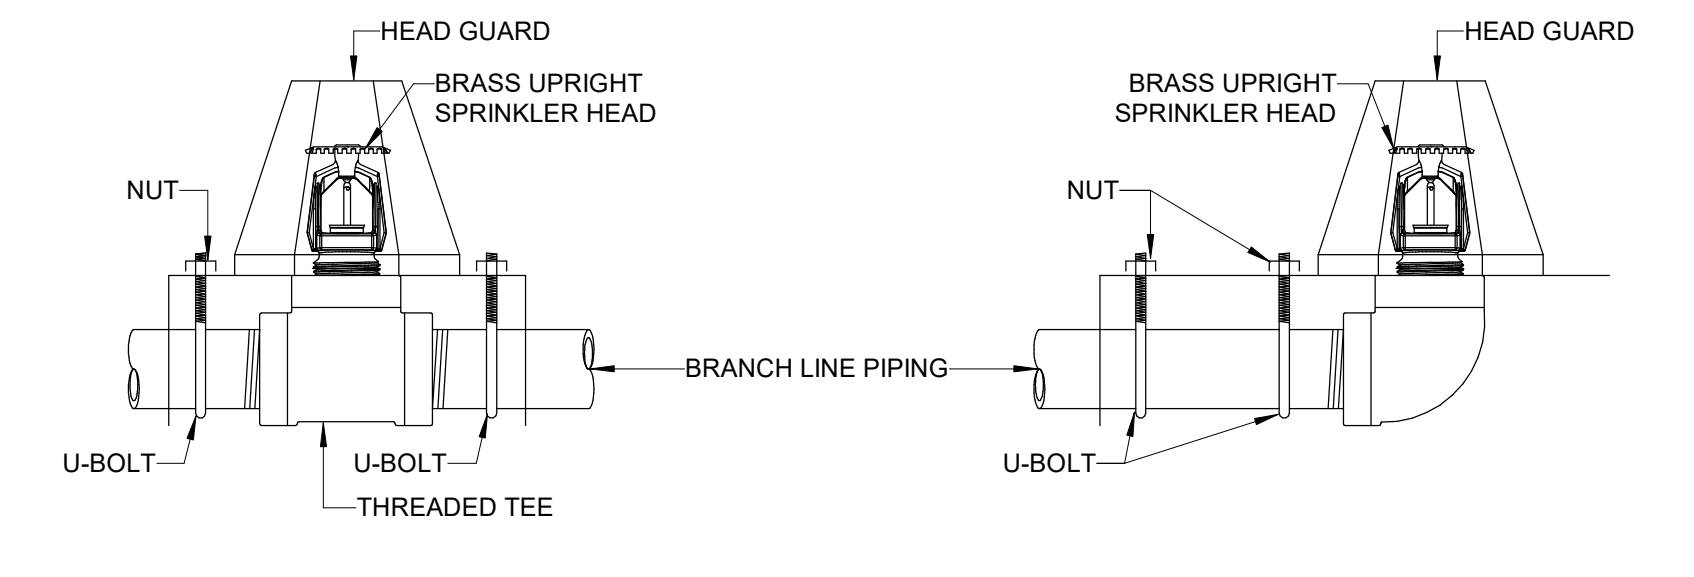 HEAD GUARD
BRASS UPRIGHT
SPRINKLER HEAD
NUT
U-BOLT
U-BOLT
THREADED TEE
BRANCH LINE PIPING
HEAD GUARD
BRASS UPRIGHT
SPRINKLER HEAD
NUT
U-BOLT